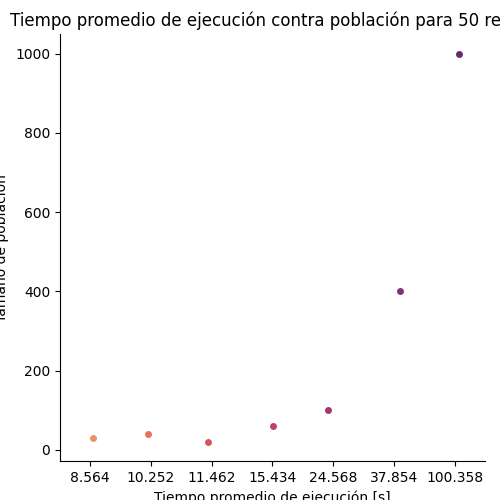 Tiempo promedio de ejecución contra población para 50 re
1000
800
600
400
200
0
Tamaño de población
8.564 10.252 11.462 15.434 24.568 37.854 100.358
Tiempo promedio de ejecución [s]